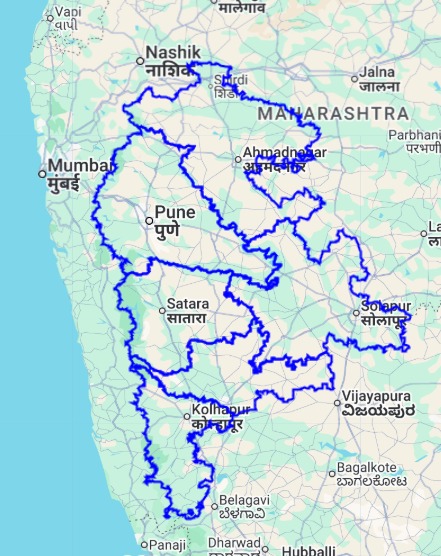 मालेगाव
Vapi
વાપી
Nashik
नाशिक
Shirdi
शिर्डी
Jalna
जालना
MAHARASHTRA
Parbhani
परभणी
Ahmadnagar
अहमदनगर
Mumbai
मुंबई
Pune
पुणे
La
ला
Satara
सातारा
Solapur
सोलापूर
Vijayapura
ವಿಜಯಪುರ
Kolhapur
कोल्हापूर
Bagalkote
ಬಾಗಲಕೋಟ
Belagavi
ಬೆಳಗಾವಿ
Panaji
Dharwad
Hubballi